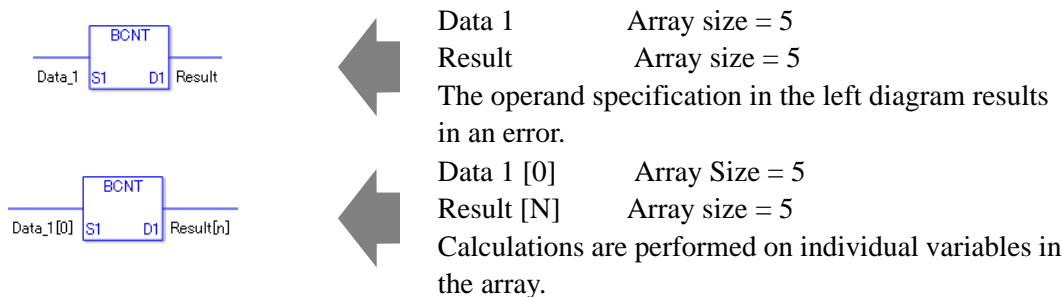 BCNT
Data_1 S1 D1 Result
Data 1 Array size = 5
Result Array size = 5
The operand specification in the left diagram results
in an error.
BCNT
Data_1[0] S1 D1 Result[n]
Data 1 [0] Array Size = 5
Result [N] Array size = 5
Calculations are performed on individual variables in
the array.